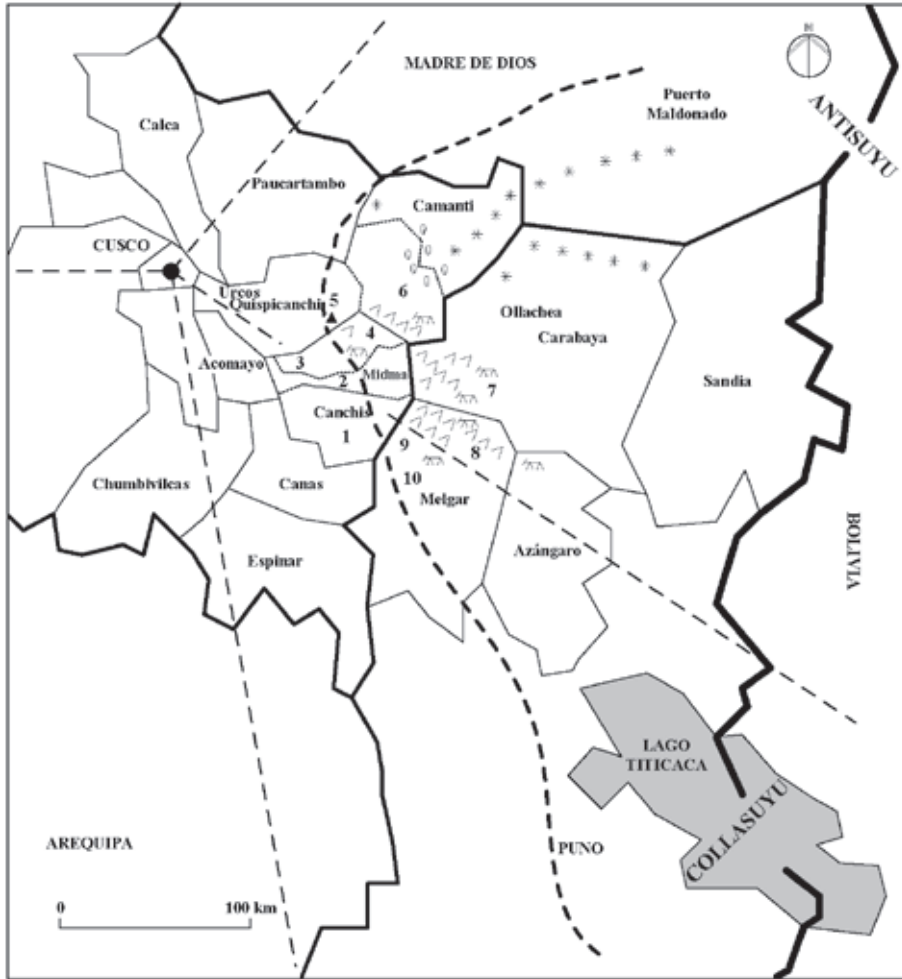 N
MADRE DE DIOS
Puerto
Maldonado
ANTISUYU
Calca
Paucartambo
Camanti
CUSCO
Urcos
Quispicanchi
5
6
Ollachea
Carabaya
4
Acomayo
3
2
Midma
Sandia
7
Canchis
1
9
8
10
Chumbivilcas
Canas
Melgar
BOLIVIA
Azángaro
Espinar
LAGO
TITICACA
COLLASUYU
AREQUIPA
PUNO
0
100 km